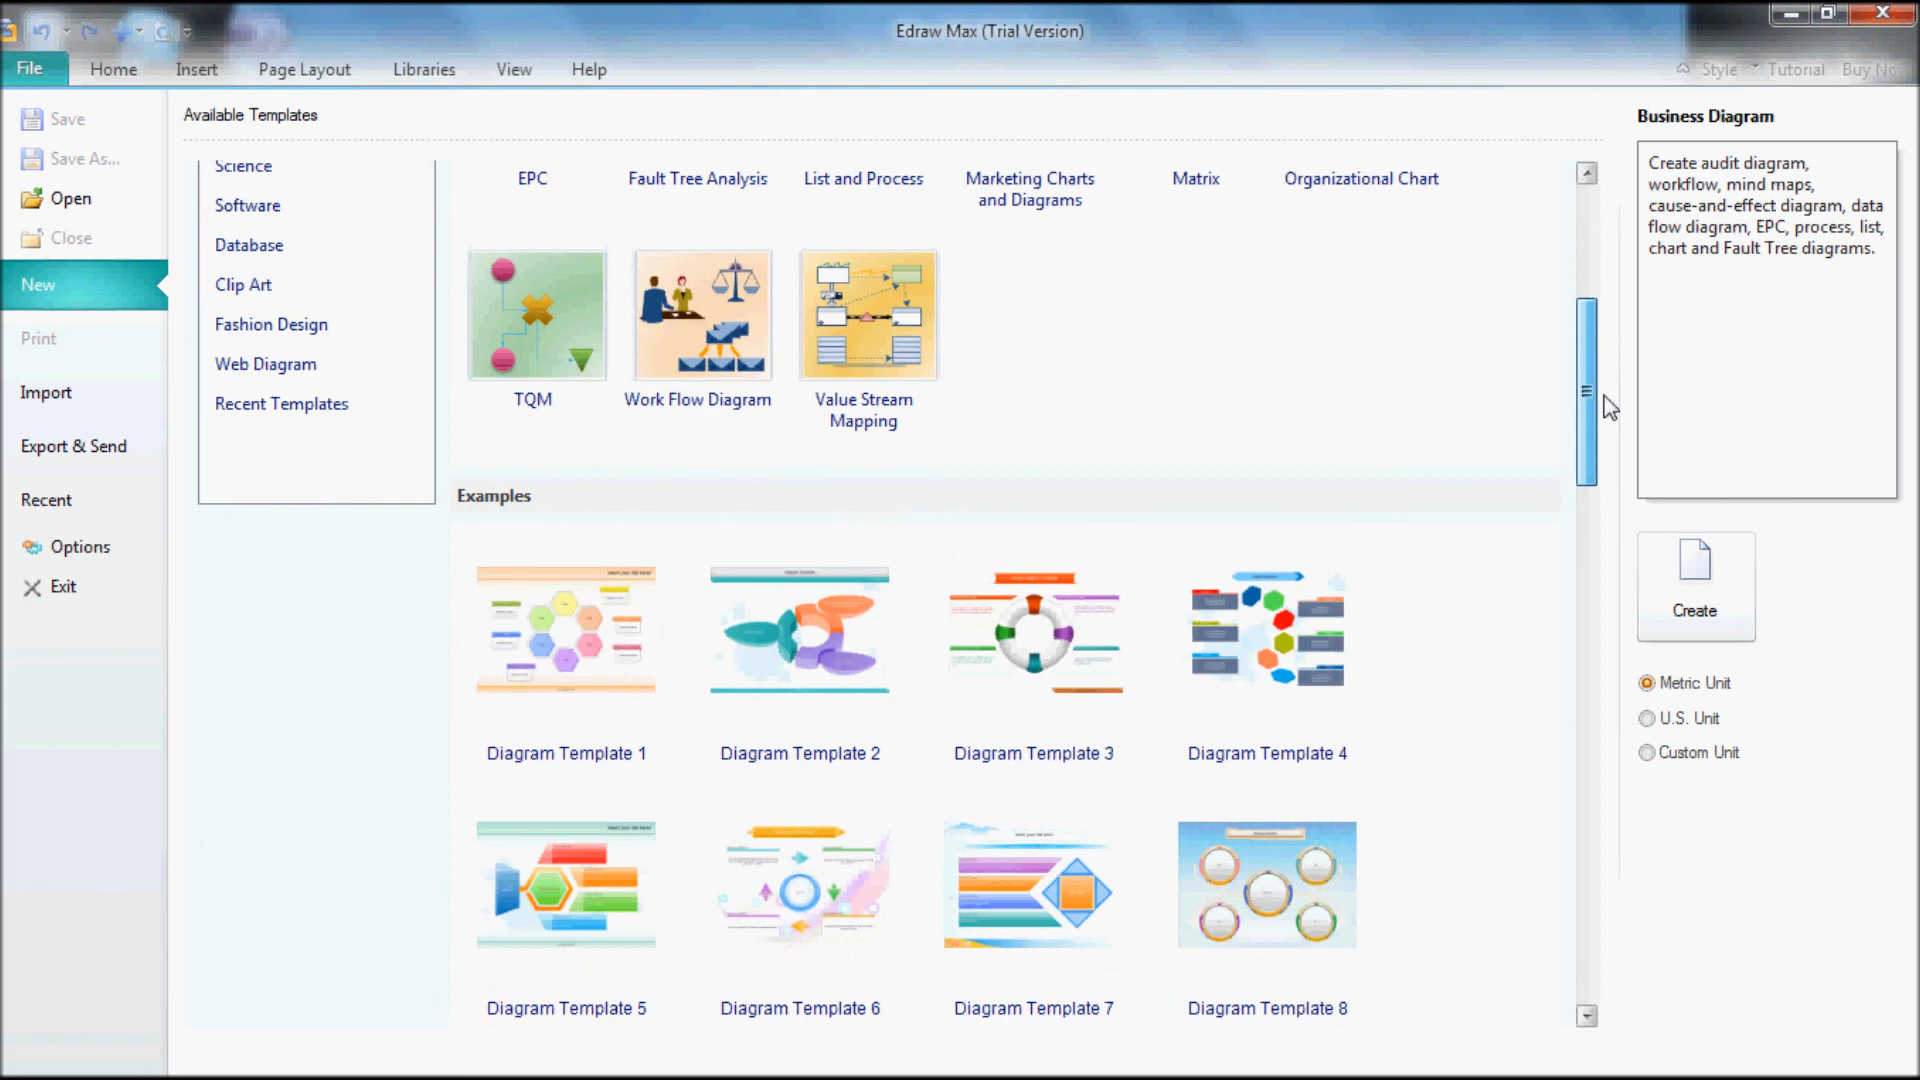 Edraw Max (Trial Version)
File
Home
Insert
Page Layout
Libraries
View
Help
Style
Tutorial
Buy No
Save
Save As...
Open
Close
New
Print
Import
Export & Send
Recent
Options
Exit
Available Templates
Science
Software
Database
Clip Art
Fashion Design
Web Diagram
Recent Templates
EPC
Fault Tree Analysis
List and Process
Marketing Charts
and Diagrams
Matrix
Organizational Chart
TQM
Work Flow Diagram
Value Stream
Mapping
Examples
Diagram Template 1
Diagram Template 2
Diagram Template 3
Diagram Template 4
Diagram Template 5
Diagram Template 6
Diagram Template 7
Diagram Template 8
Business Diagram
Create audit diagram,
workflow, mind maps,
cause-and-effect diagram, data
flow diagram, EPC, process, list,
chart and Fault Tree diagrams.
Create
Metric Unit
U.S. Unit
Custom Unit